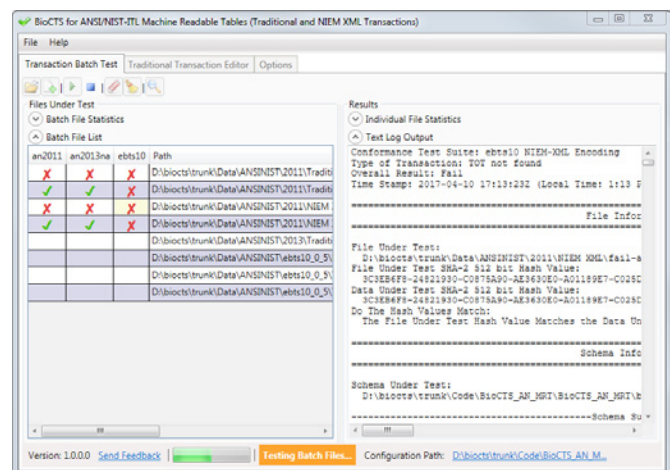 BioCTS for ANSI/NIST-ITL Machine Readable Tables (Traditional and NIEM XML Transactions)
File Help
Transaction Batch Test Traditional Transaction Editor Options
Files Under Test
Batch File Statistics
Batch File List
an2011 an2013na ebts10 Path
D:\biocts\trunk\Data\ANSINIST\2011\Traditi
D:\biocts\trunk\Data\ANSINIST\2011\Traditi
D:\biocts\trunk\Data\ANSINIST\2011\NIEM
D:\biocts\trunk\Data\ANSINIST\2011\NIEM
D:\biocts\trunk\Data\ANSINIST\2013\Traditi
D:\biocts\trunk\Data\ANSINIST\ebts10_0_5\
D:\biocts\trunk\Data\ANSINIST\ebts10_0_5\
D:\biocts\trunk\Data\ANSINIST\ebts10_0_5\
Results
Individual File Statistics
Text Log Output
Conformance Test Suite: ebts10 NIEM-XML Encoding
Type of Transaction: TOT not found
Overall Result: Fail
Time Stamp: 2017-04-10 17:13:23Z (Local Time: 1:13 P
File Infor
File Under Test:
D:\biocts\trunk\Data\ANSINIST\2011\NIEM XML\fail-a
File Under Test SHA-2 512 bit Hash Value:
3C3EB6F8-24821930-C0875A90-AE3630E0-A01189E7-C025D
Data Under Test SHA-2 512 bit Hash Value:
3C3EB6F8-24821930-C0875A90-AE3630E0-A01189E7-C025D
Do The Hash Values Match:
The File Under Test Hash Value Matches the Data Un
Schema Info
Schema Under Test:
D:\biocts\trunk\Code\BioCTS_AN_MRT\BioCTS_AN_MRT\b
Schema Su
Version: 1.0.0.0 Send Feedback Testing Batch Files... Configuration Path: D:\biocts\trunk\Code\BioCTS_AN_M...